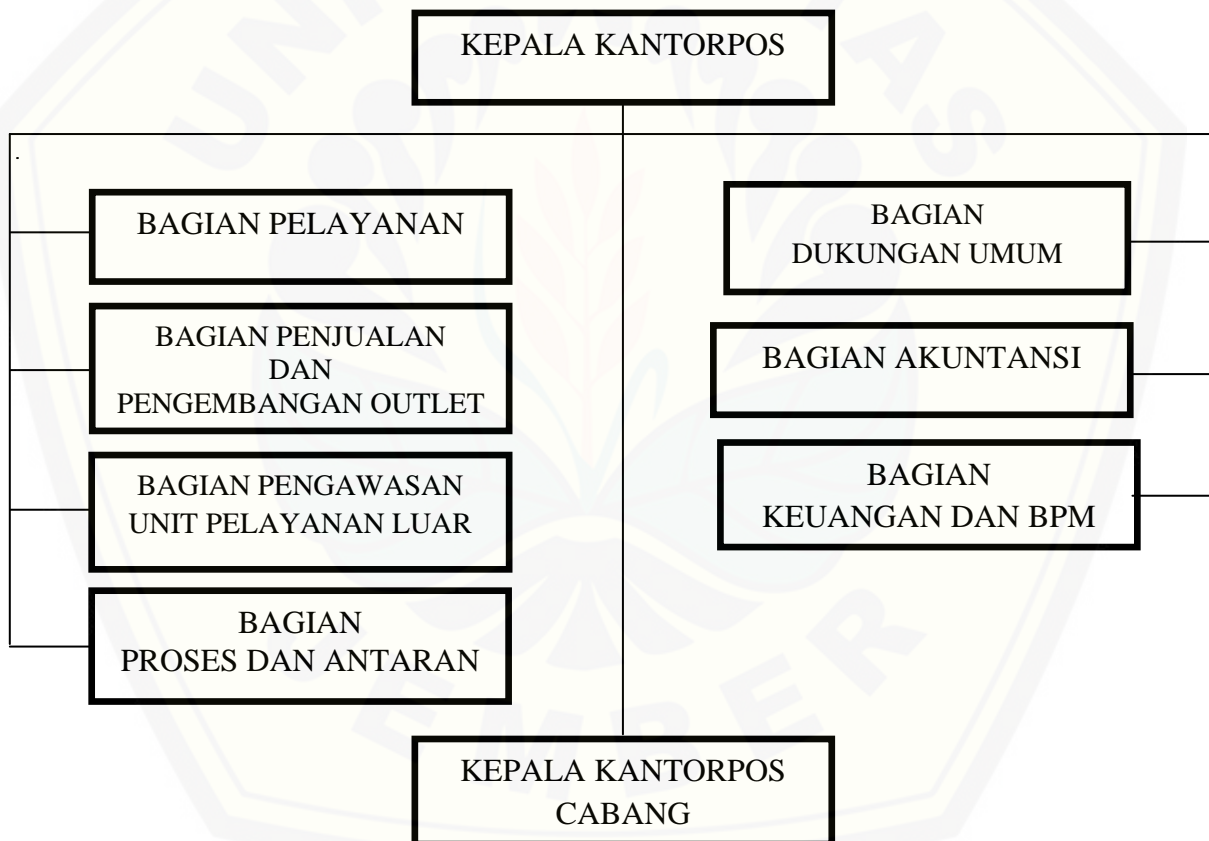 KEPALA KANTORPOS
BAGIAN PELAYANAN
BAGIAN PENJUALAN
DAN
PENGEMBANGAN OUTLET
BAGIAN PENGAWASAN
UNIT PELAYANAN LUAR
BAGIAN
PROSES DAN ANTARAN
BAGIAN
DUKUNGAN UMUM
BAGIAN AKUNTANSI
BAGIAN
KEUANGAN DAN BPM
KEPALA KANTORPOS
CABANG